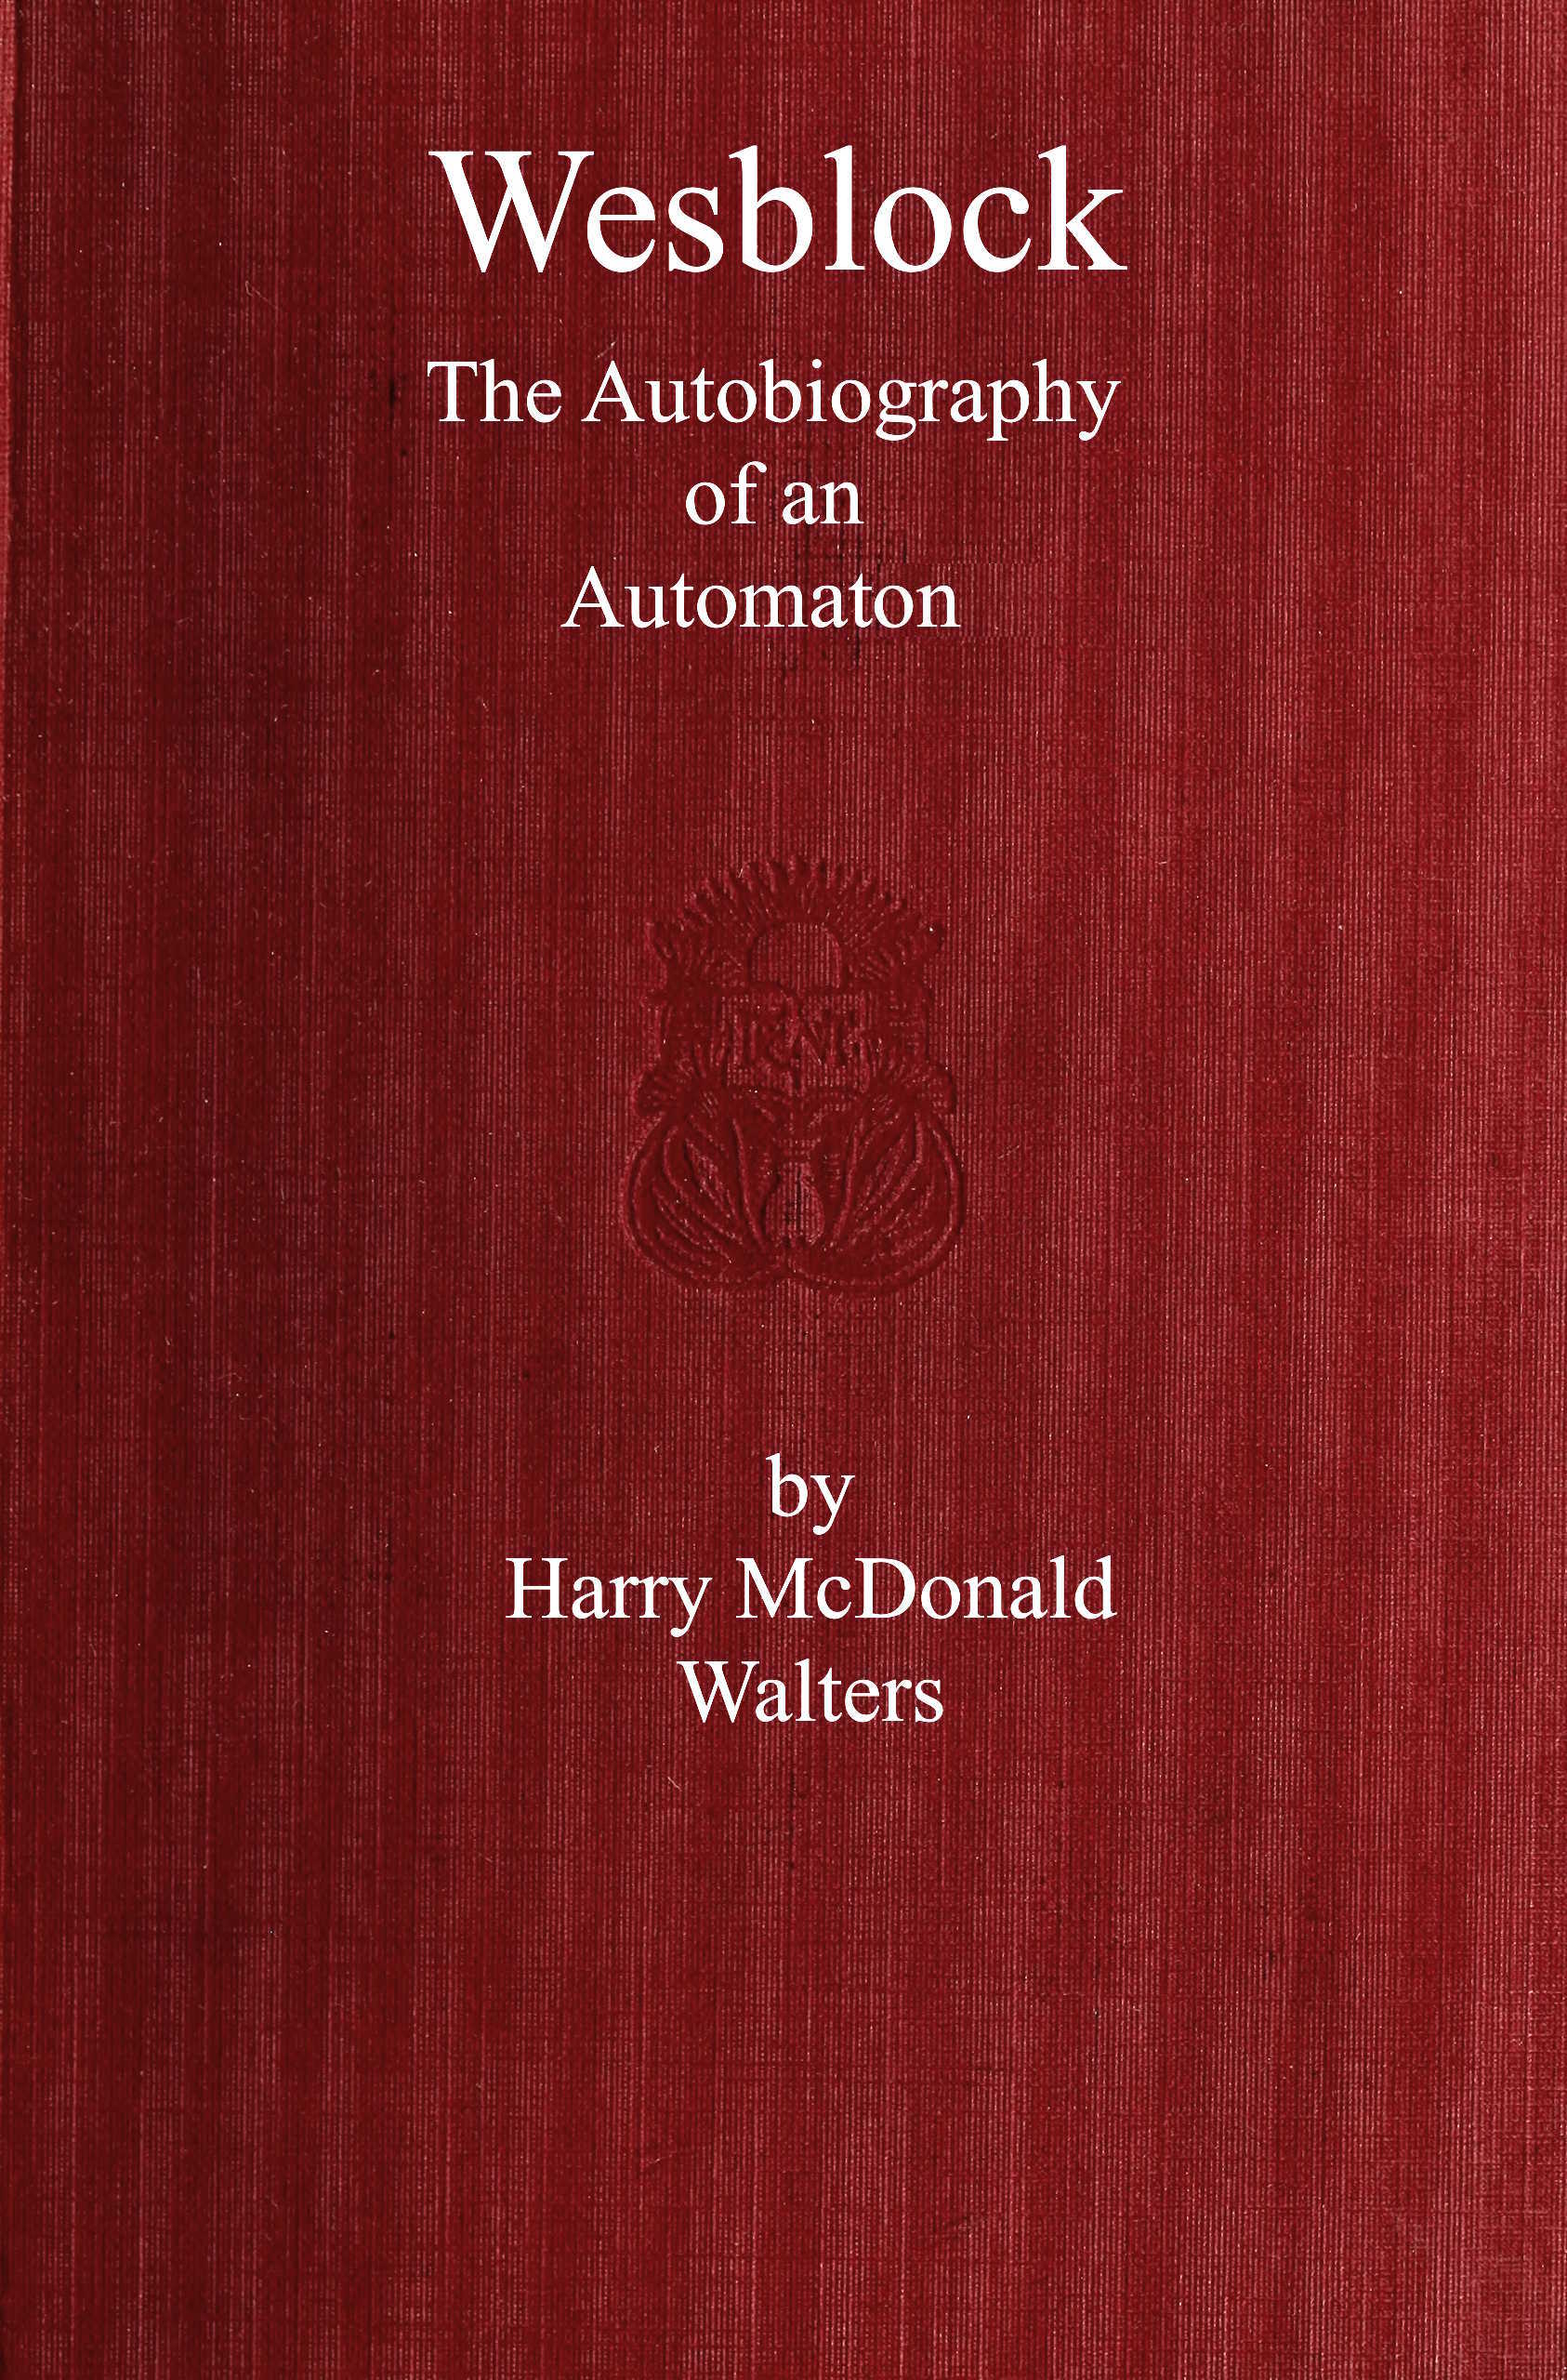 Wesblock
The Autobiography
of an
Automaton
by
Harry McDonald
Walters